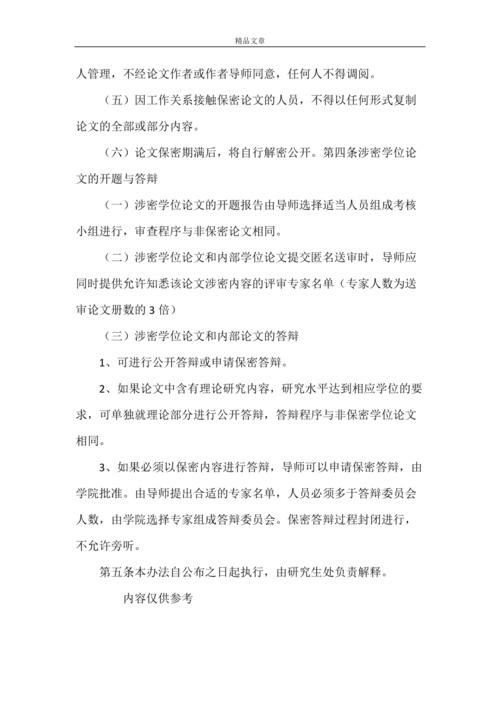 精品文章
人管理，不经论文作者或作者导师同意，任何人不得调阅。
（五）因工作关系接触保密论文的人员，不得以任何形式复制
论文的全部或部分内容。
（六）论文保密期满后，将自行解密公开。第四条涉密学位论
文的开题与答辩
（一）涉密学位论文的开题报告由导师选择适当人员组成考核
小组进行，审查程序与非保密论文相同。
（二）涉密学位论文和内部学位论文提交匿名送审时，导师应
同时提供允许知悉该论文涉密内容的评审专家名单（专家人数为送
审论文册数的 3 倍）
（三）涉密学位论文和内部论文的答辩
1、可进行公开答辩或申请保密答辩。
2、如果论文中含有理论研究内容，研究水平达到相应学位的要
求，可单独就理论部分进行公开答辩，答辩程序与非保密学位论文
相同。
3、如果必须以保密内容进行答辩，导师可以申请保密答辩，由
学院批准。由导师提出合适的专家名单，人员必须多于答辩委员会
人数，由学院选择专家组成答辩委员会。保密答辩过程封闭进行，
不允许旁听。
第五条本办法自公布之日起执行，由研究生处负责解释。
内容仅供参考